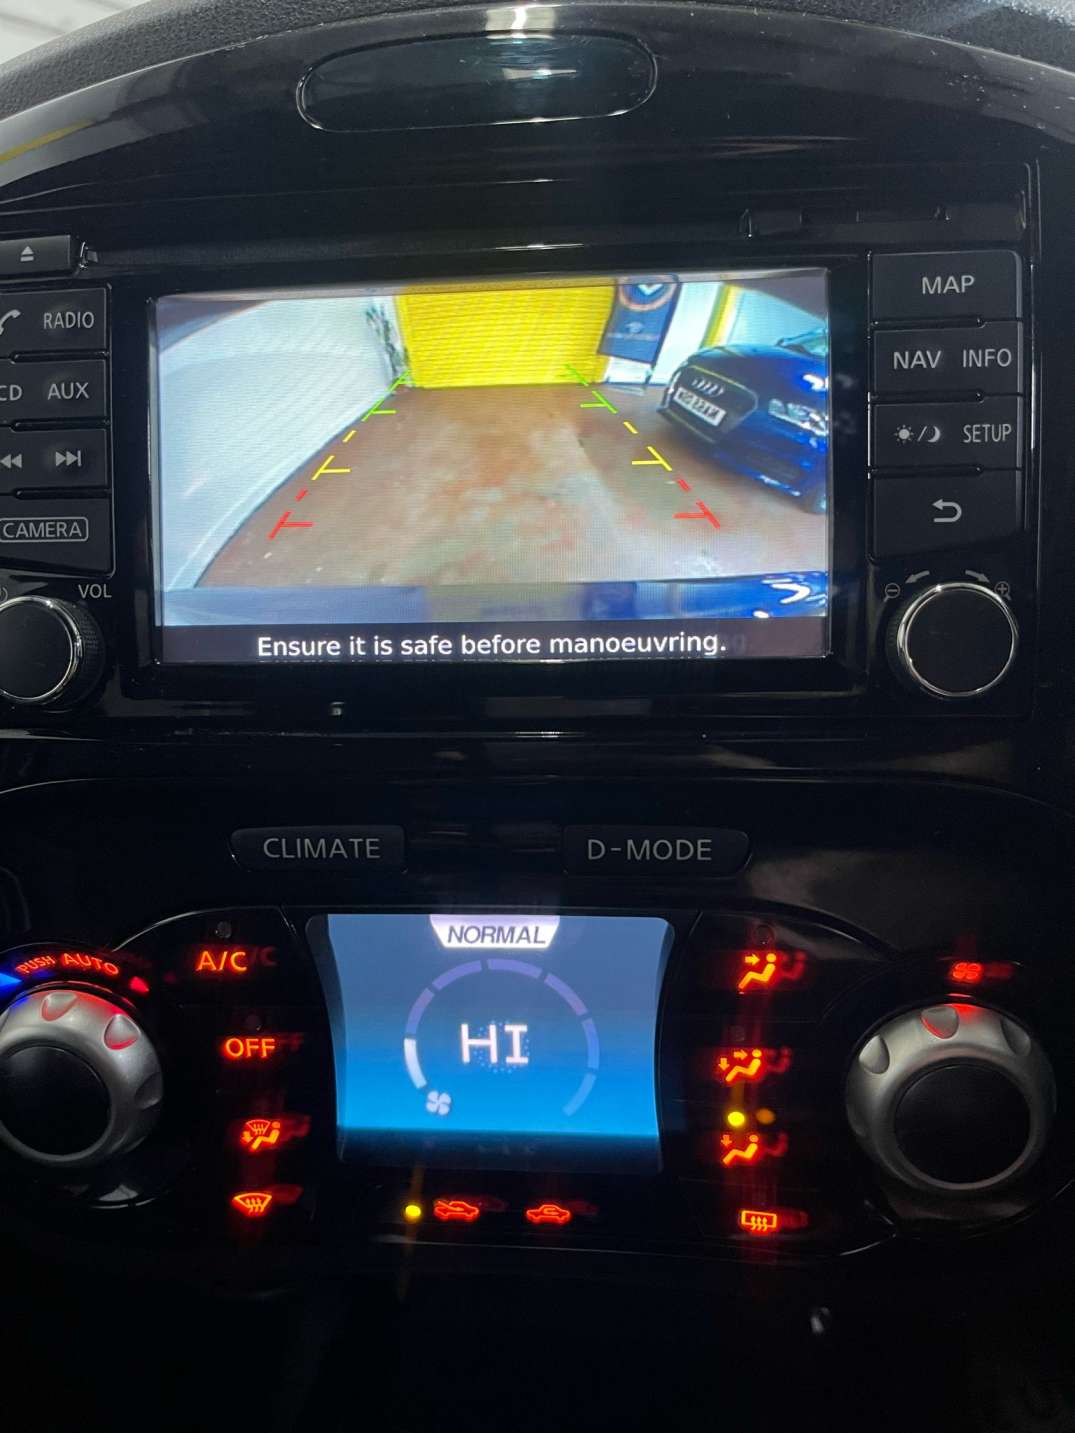 MAP
RADIO
NAV INFO
CD AUX
SETUP
CAMERA
VOL
Ensure it is safe before manoeuvring.
CLIMATE
D-MODE
NORMAL
PUSH AUTO
A/C
HI
OFF